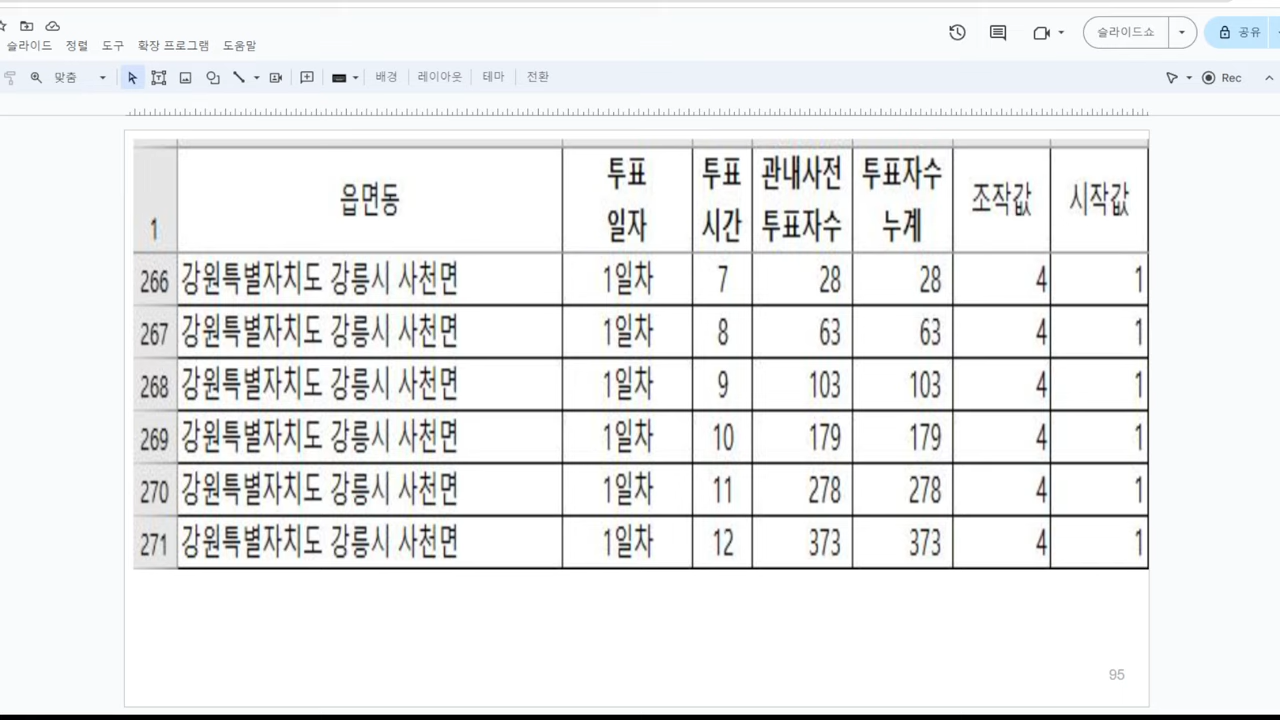 슬라이드 정렬 도구 확장 프로그램 도움말
슬라이드쇼 공유
맞춤 배경 레이아웃 테마 전환 Rec
1 읍면동 투표 일자 투표 시간 관내사전 투표자수 투표자수 누계 조작값 시작값
266 강원특별자치도 강릉시 사천면 1일차 7 28 28 4 1
267 강원특별자치도 강릉시 사천면 1일차 8 63 63 4 1
268 강원특별자치도 강릉시 사천면 1일차 9 103 103 4 1
269 강원특별자치도 강릉시 사천면 1일차 10 179 179 4 1
270 강원특별자치도 강릉시 사천면 1일차 11 278 278 4 1
271 강원특별자치도 강릉시 사천면 1일차 12 373 373 4 1
95